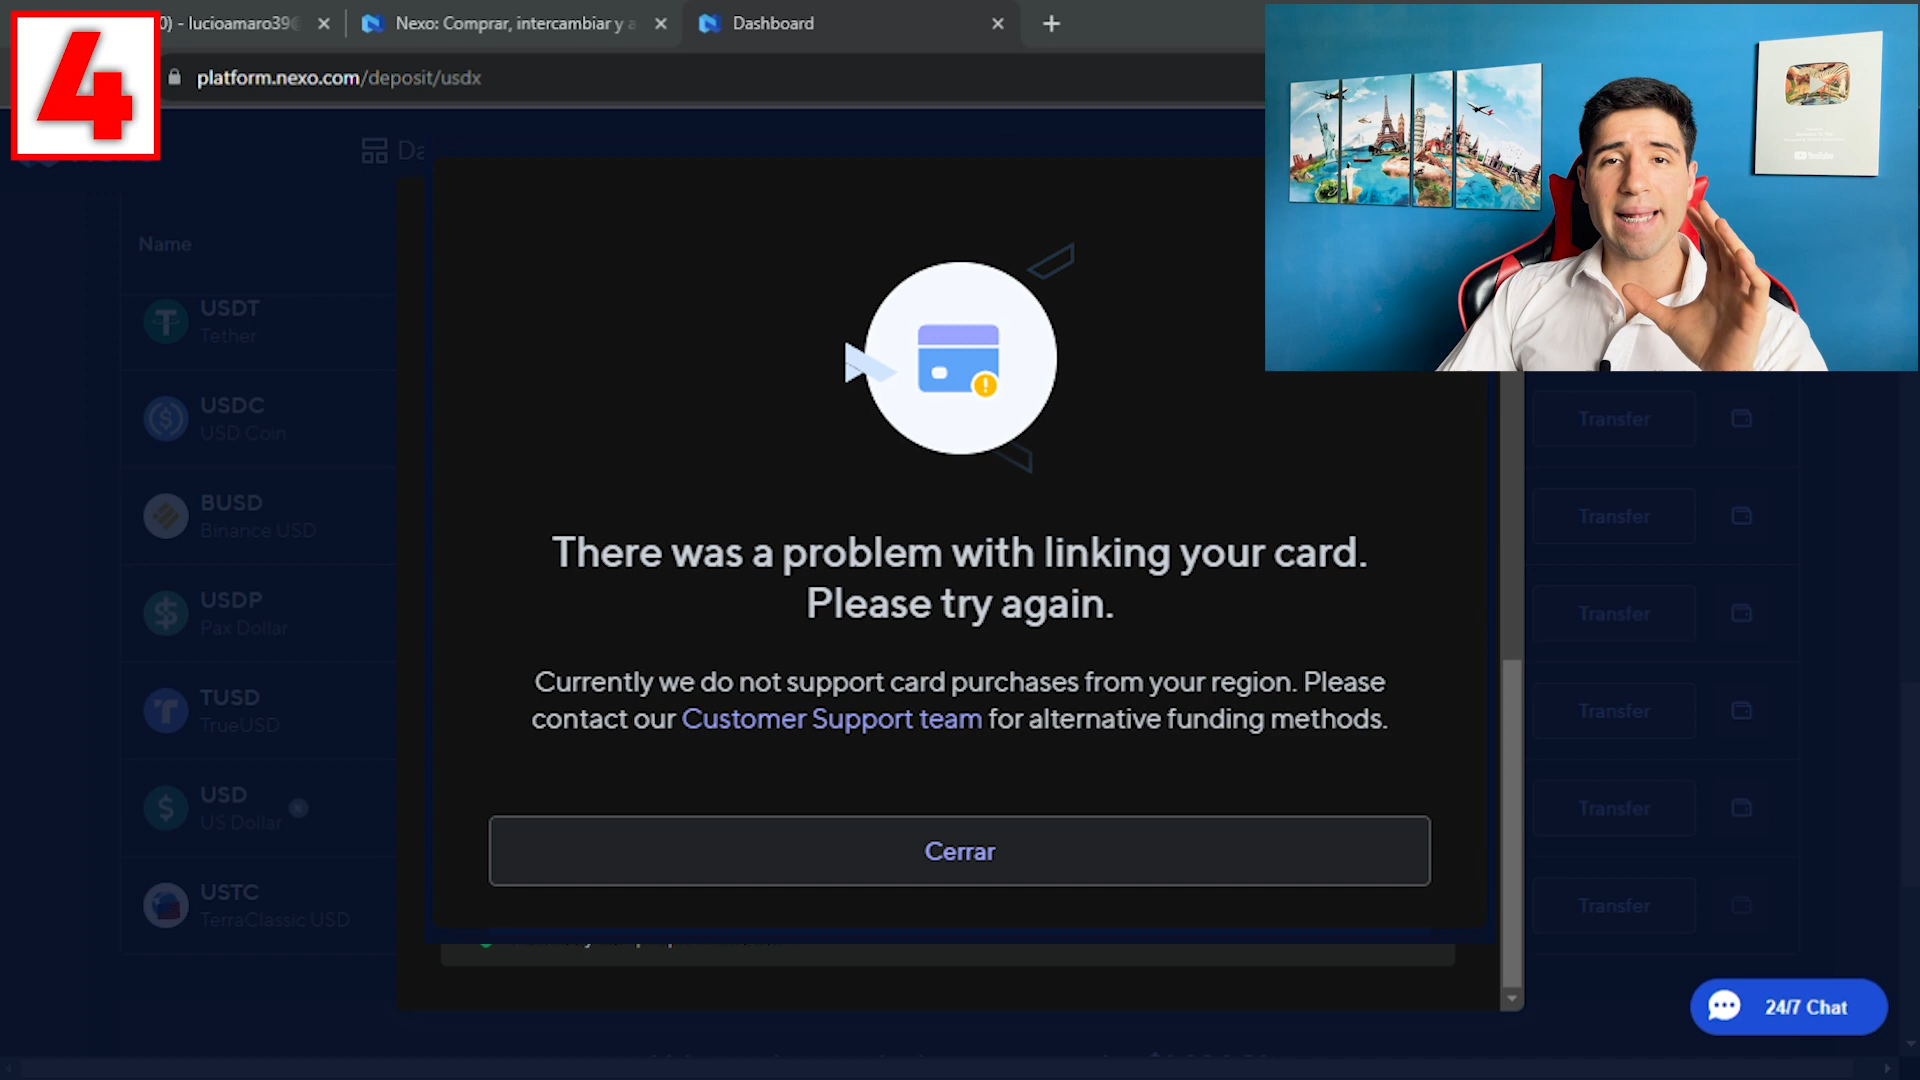 4
0) - lucioamaro39@
Nexo: Comprar, intercambiar y a
Dashboard
platform.nexo.com/deposit/usdx
Da
Name
USDT
Tether
USDC
USD Coin
Transfer
BUSD
Binance USD
Transfer
USDP
Pax Dollar
Transfer
TUSD
TrueUSD
Transfer
USD
US Dollar
Transfer
USTC
TerraClassic USD
Transfer
There was a problem with linking your card.
Please try again.
Currently we do not support card purchases from your region. Please
contact our Customer Support team for alternative funding methods.
Cerrar
24/7 Chat
YouTube